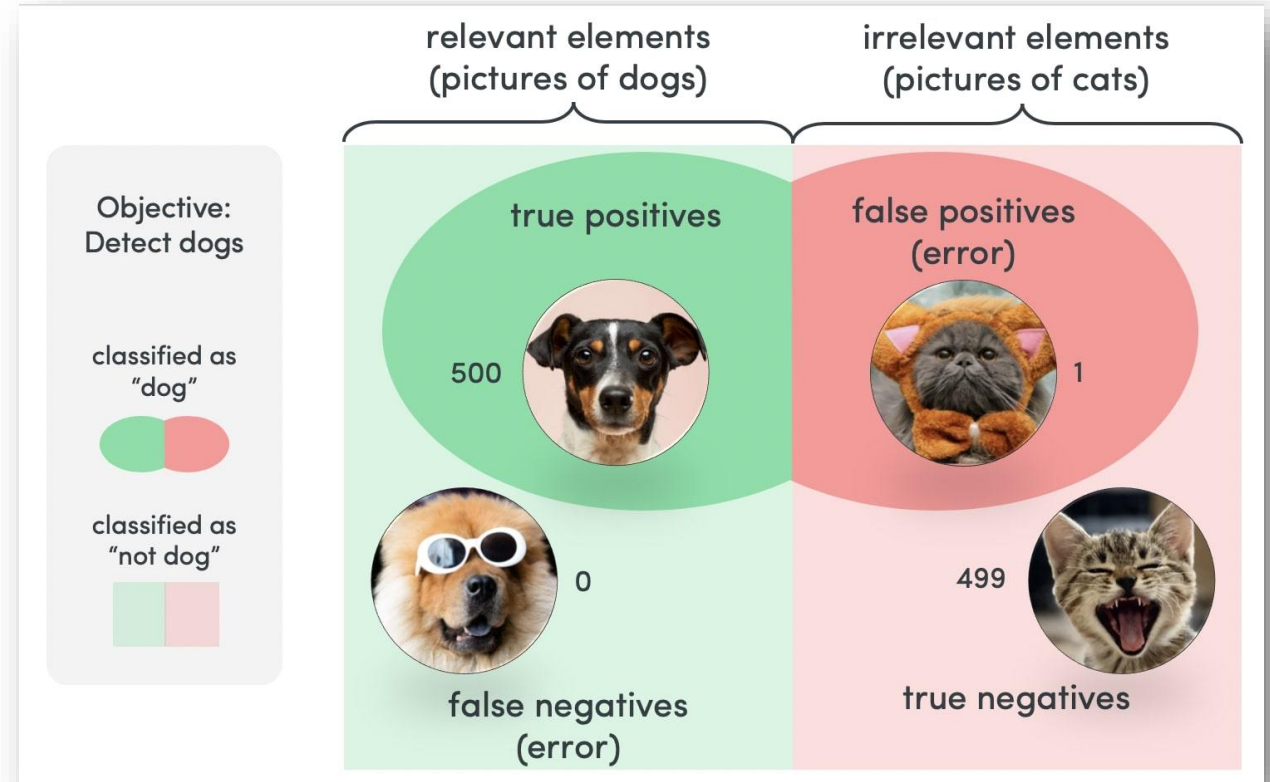 relevant elements
(pictures of dogs)
irrelevant elements
(pictures of cats)
Objective:
Detect dogs
classified as
“dog”
classified as
“not dog”
true positives
500
false positives
(error)
1
0
false negatives
(error)
499
true negatives